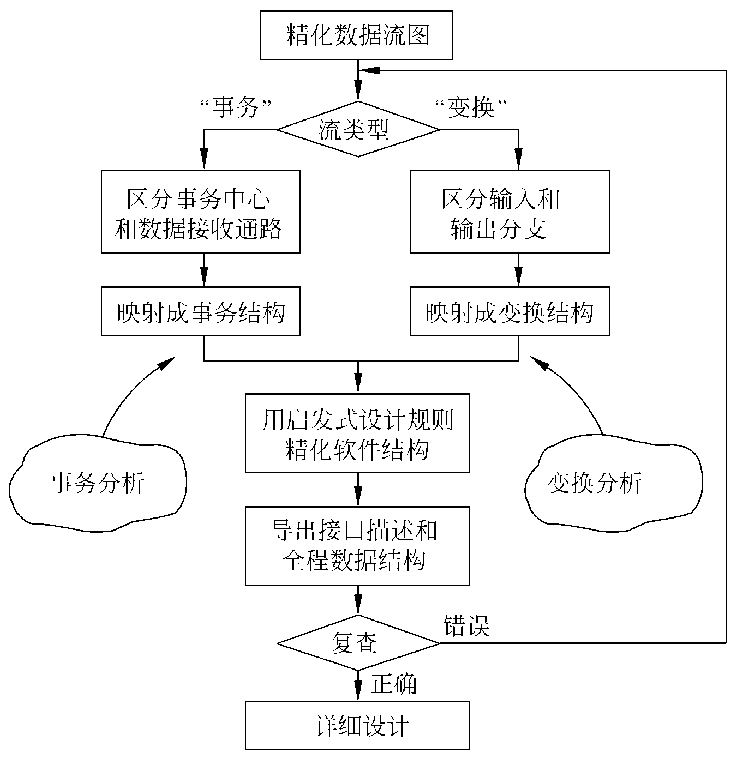 精化数据流图
“事务”
“变换”
流类型
区分事务中心
和数据接收通路
区分输入和
输出分支
映射成事务结构
映射成变换结构
用启发式设计规则
精化软件结构
事务分析
变换分析
导出接口描述和
全程数据结构
复查
错误
正确
详细设计